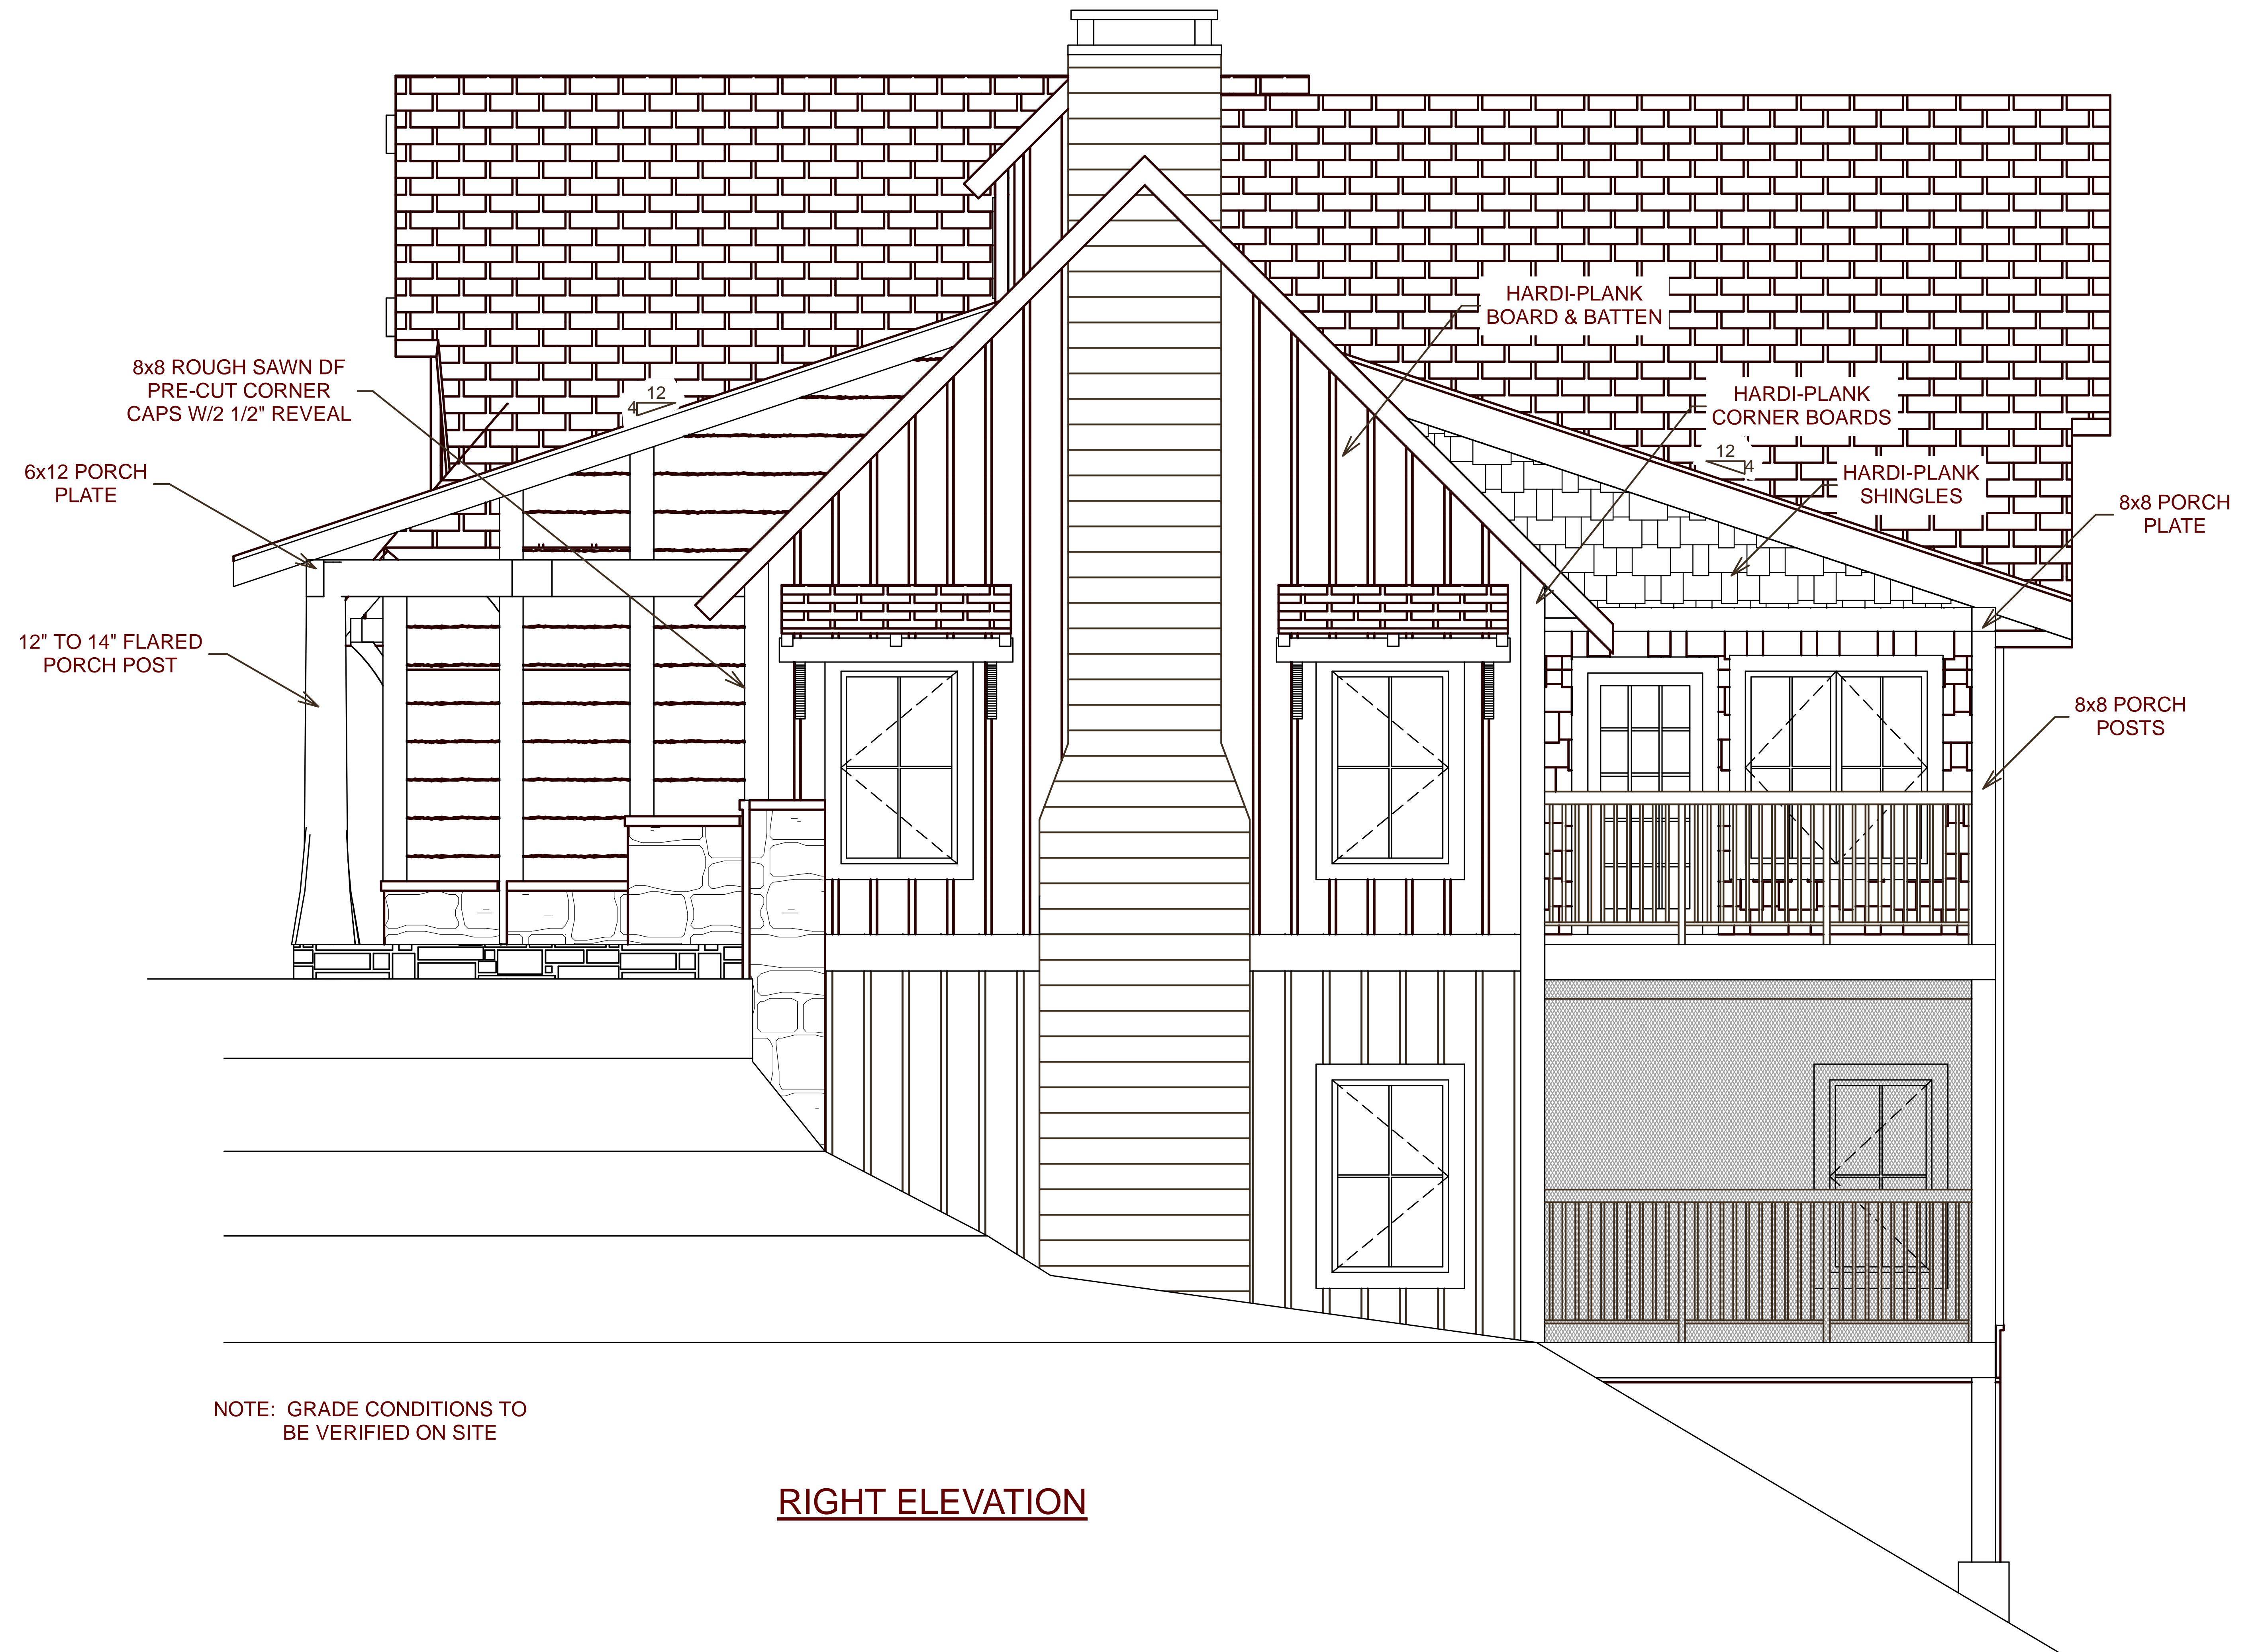 HARDI-PLANK
BOARD & BATTEN
8x8 ROUGH SAWN DF
PRE-CUT CORNER
CAPS W/2 1/2" REVEAL
12
4
HARDI-PLANK
CORNER BOARDS
12
4
6x12 PORCH
PLATE
HARDI-PLANK
SHINGLES
8x8 PORCH
PLATE
12" TO 14" FLARED
PORCH POST
8x8 PORCH
POSTS
NOTE: GRADE CONDITIONS TO
BE VERIFIED ON SITE
RIGHT ELEVATION